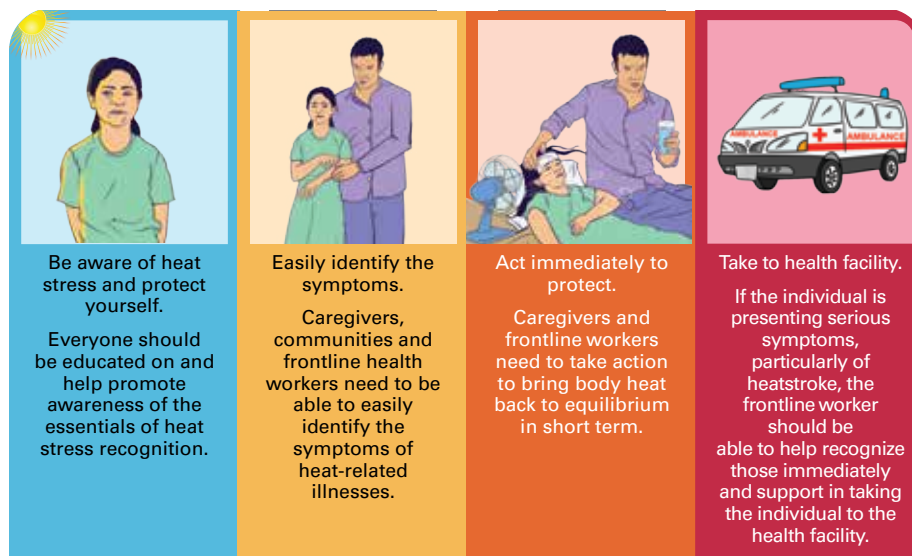 AMBULANCE
AMBULANCE
Be aware of heat
stress and protect
yourself.
Everyone should
be educated on and
help promote
awareness of the
essentials of heat
stress recognition.
Easily identify the
symptoms.
Caregivers,
communities and
frontline health
workers need to be
able to easily
identify the
symptoms of
heat-related
illnesses.
Act immediately to
protect.
Caregivers and
frontline workers
need to take action
to bring body heat
back to equilibrium
in short term.
Take to health facility.
If the individual is
presenting serious
symptoms,
particularly of
heatstroke, the
frontline worker
should be
able to help recognize
those immediately
and support in taking
the individual to the
health facility.